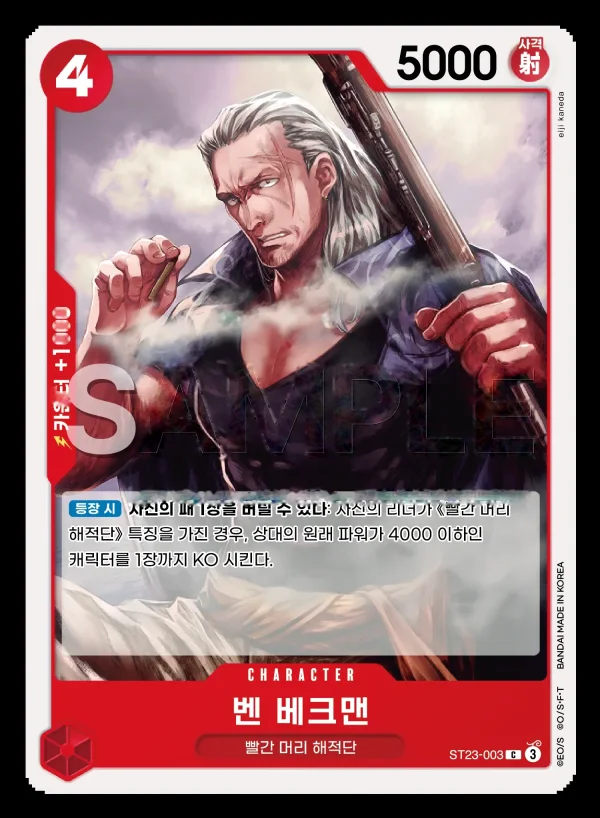 4
5000
사격
射
eiji kaneda
카운터 +1000
SAMPLE
등장 시 자신의 패 1장을 버릴 수 있다: 자신의 리더가 《빨간 머리
해적단》 특징을 가진 경우, 상대의 원래 파워가 4000 이하인
캐릭터를 1장까지 KO 시킨다.
CHARACTER
벤 베크맨
빨간 머리 해적단
ST23-003 C 3
©EO/S ©O/S·F·T BANDAI MADE IN KOREA